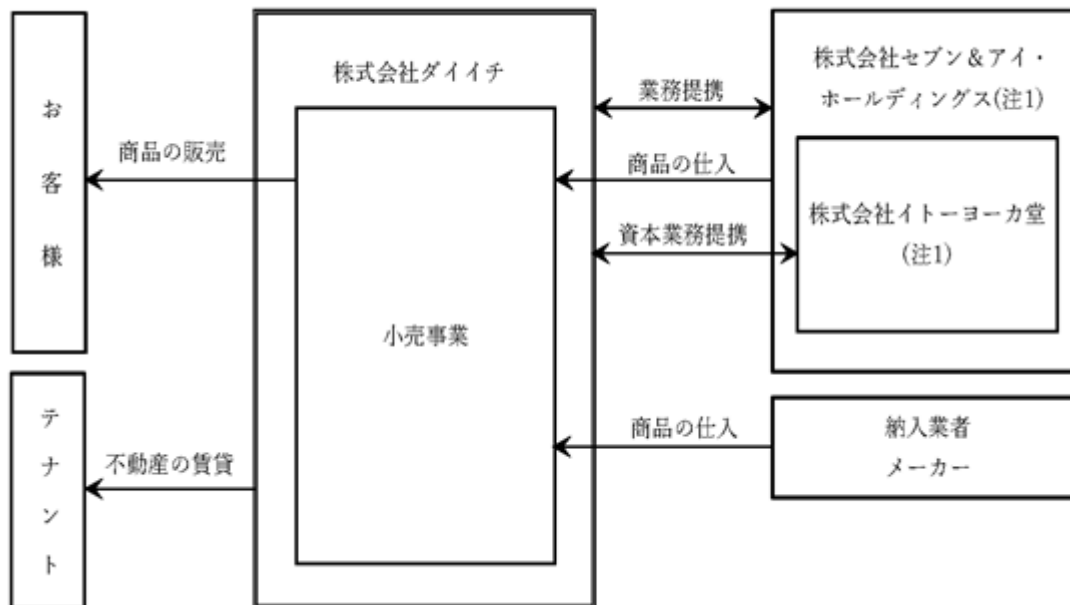 お客様
商品の販売
テナント
不動産の賃貸
株式会社ダイイチ
小売事業
業務提携
商品の仕入
資本業務提携
商品の仕入
株式会社セブン&アイ・
ホールディングス(注1)
株式会社イトーヨーカ堂
(注1)
納入業者
メーカー